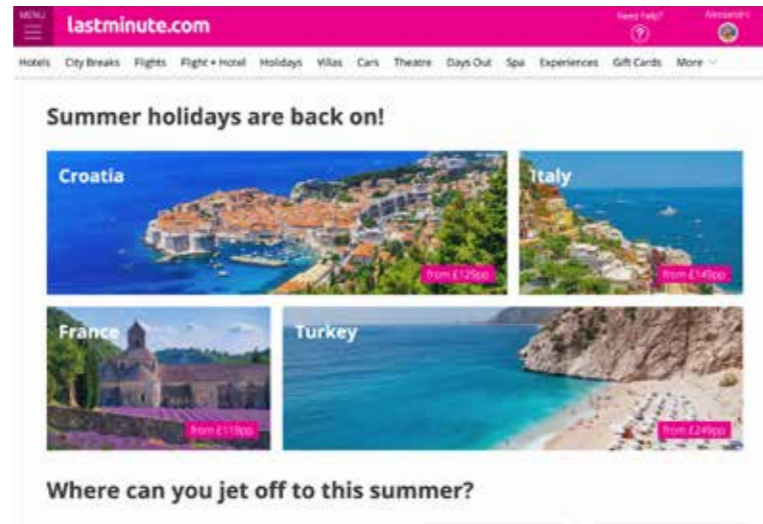 MENU
lastminute.com
Need help?
?
Hotels City Breaks Flights Flight + Hotel Holidays Villas Cars Theatre Days Out Spa Experiences Gift Cards More
Summer holidays are back on!
Croatia
from £129pp
Italy
from £149pp
France
from £119pp
Turkey
from £249pp
Where can you jet off to this summer?